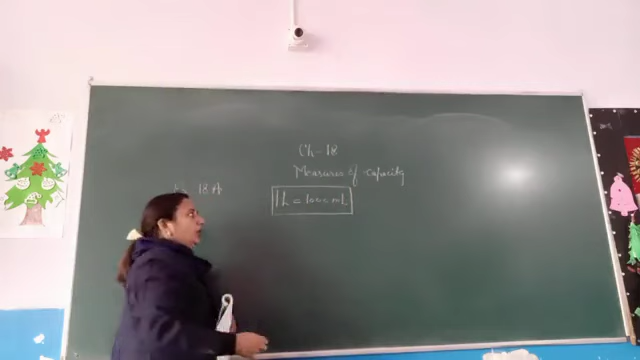 Ch-18
Measures of capacity
18A
1L = 1000 mL